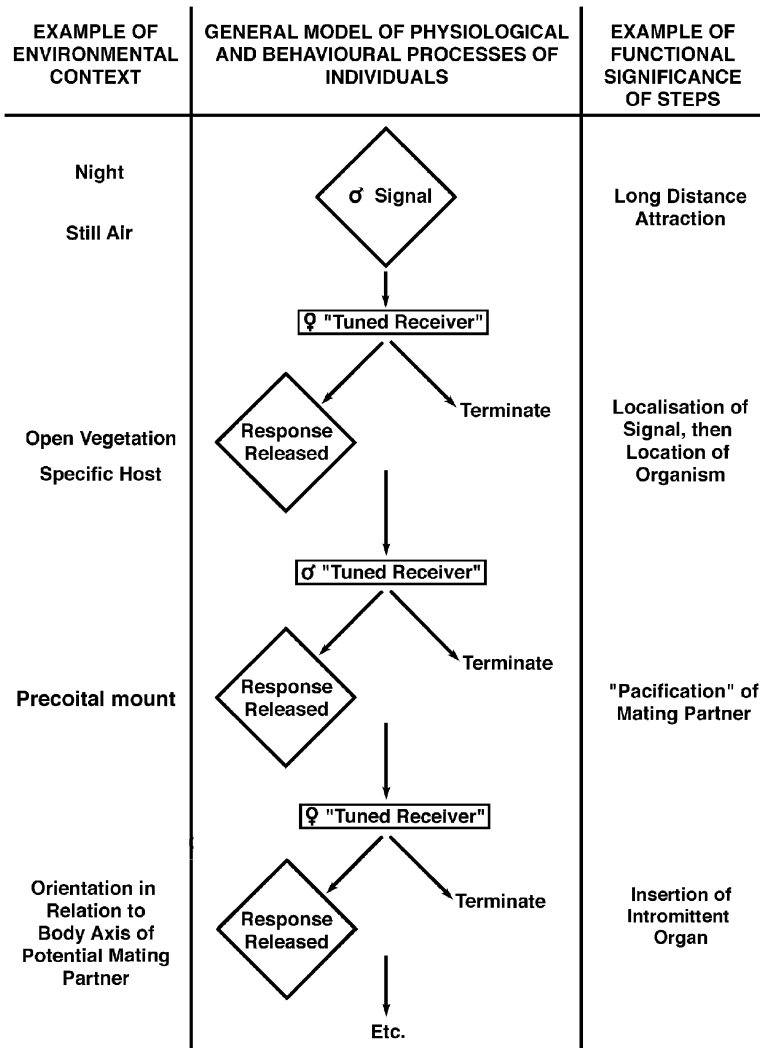 EXAMPLE OF
ENVIRONMENTAL
CONTEXT
GENERAL MODEL OF PHYSIOLOGICAL
AND BEHAVIOURAL PROCESSES OF
INDIVIDUALS
EXAMPLE OF
FUNCTIONAL
SIGNIFICANCE
OF STEPS
Night
Still Air
♂ Signal
Long Distance
Attraction
♀ "Tuned Receiver"
Open Vegetation
Specific Host
Response
Released
Terminate
Localisation of
Signal, then
Location of
Organism
♂ "Tuned Receiver"
Precoital mount
Response
Released
Terminate
"Pacification" of
Mating Partner
♀ "Tuned Receiver"
Orientation in
Relation to
Body Axis of
Potential Mating
Partner
Response
Released
Terminate
Insertion of
Intromittent
Organ
Etc.